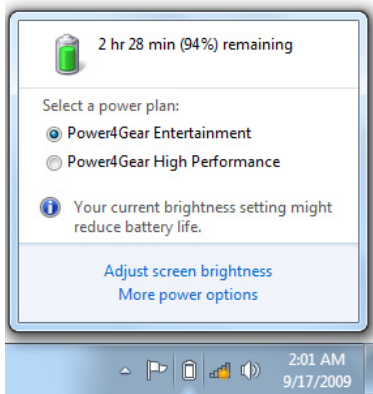 2 hr 28 min (94%) remaining
Select a power plan:
Power4Gear Entertainment
Power4Gear High Performance
Your current brightness setting might
reduce battery life.
Adjust screen brightness
More power options
2:01 AM
9/17/2009